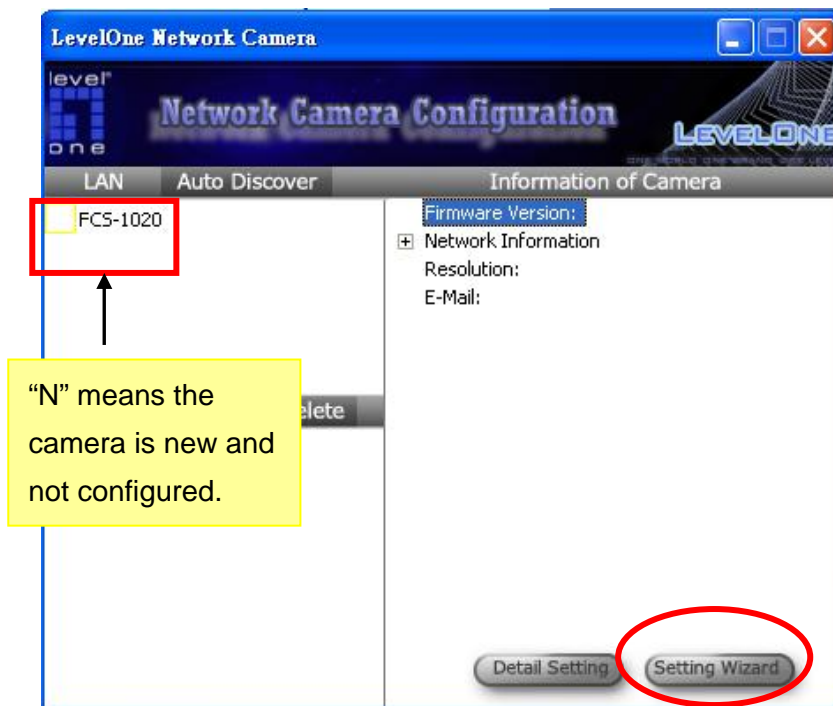 LevelOne Network Camera
level
one
Network Camera Configuration
LEVELONE
LAN
Auto Discover
Information of Camera
FCS-1020
Firmware Version:
Network Information
Resolution:
E-Mail:
“N” means the
camera is new and
not configured.
elete
Detail Setting
Setting Wizard